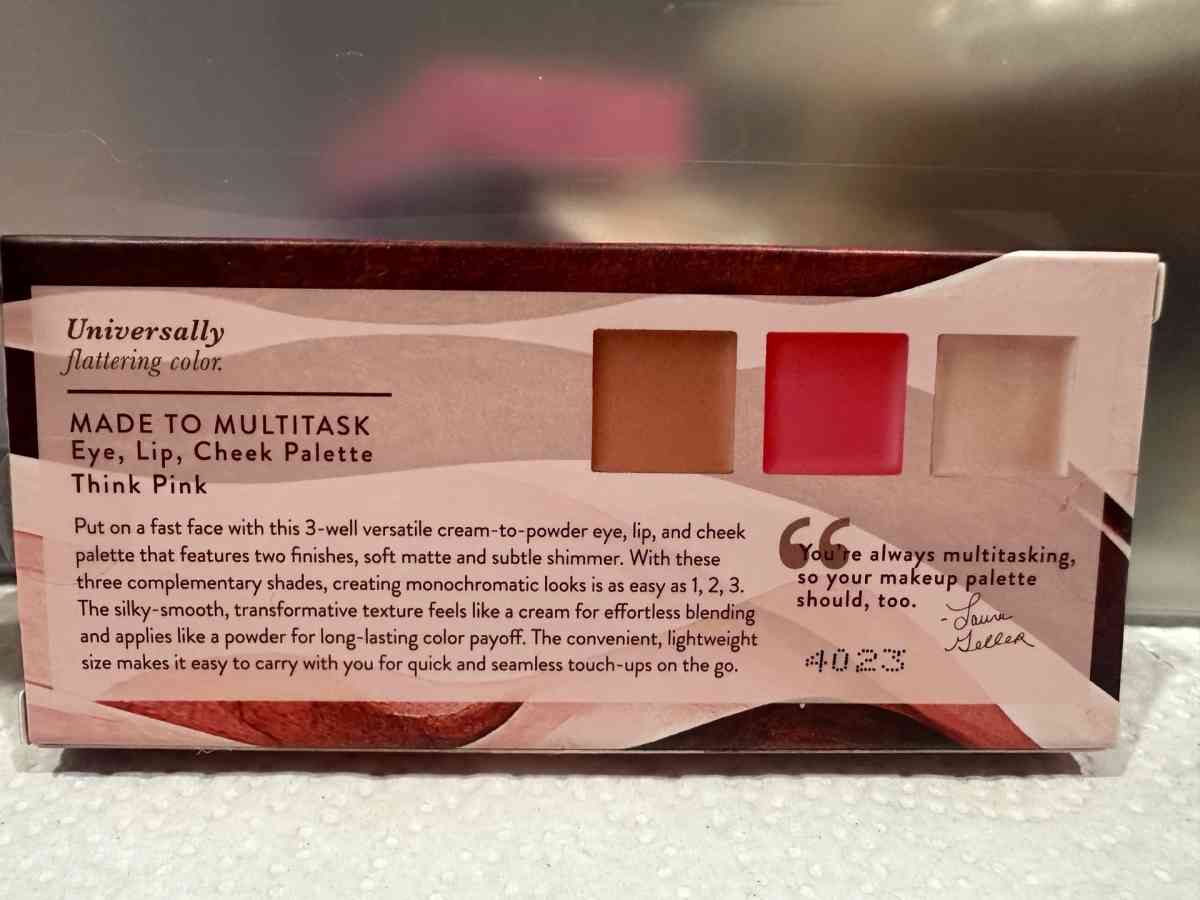 Universally
flattering color.
MADE TO MULTITASK
Eye, Lip, Cheek Palette
Think Pink
Put on a fast face with this 3-well versatile cream-to-powder eye, lip, and cheek
palette that features two finishes, soft matte and subtle shimmer. With these
three complementary shades, creating monochromatic looks is as easy as 1, 2, 3.
The silky-smooth, transformative texture feels like a cream for effortless blending
and applies like a powder for long-lasting color payoff. The convenient, lightweight
size makes it easy to carry with you for quick and seamless touch-ups on the go.
“You're always multitasking,
so your makeup palette
should, too.
- Laura
Geller
4023